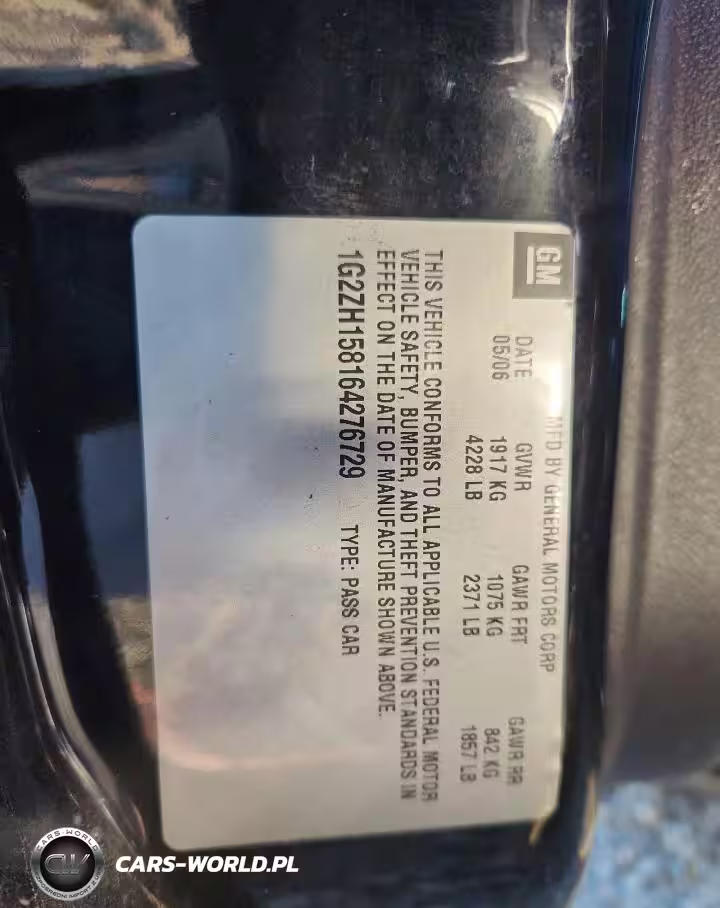 GM
MFD BY GENERAL MOTORS CORP
DATE GVWR GAWR FRT GAWR RR
05/06 1917 KG 1075 KG 842 KG
4228 LB 2371 LB 1857 LB
THIS VEHICLE CONFORMS TO ALL APPLICABLE U.S. FEDERAL MOTOR
VEHICLE SAFETY, BUMPER, AND THEFT PREVENTION STANDARDS IN
EFFECT ON THE DATE OF MANUFACTURE SHOWN ABOVE.
1G2ZH158164276729 TYPE: PASS CAR
CARS-WORLD
CW
CARS-WORLD.PL